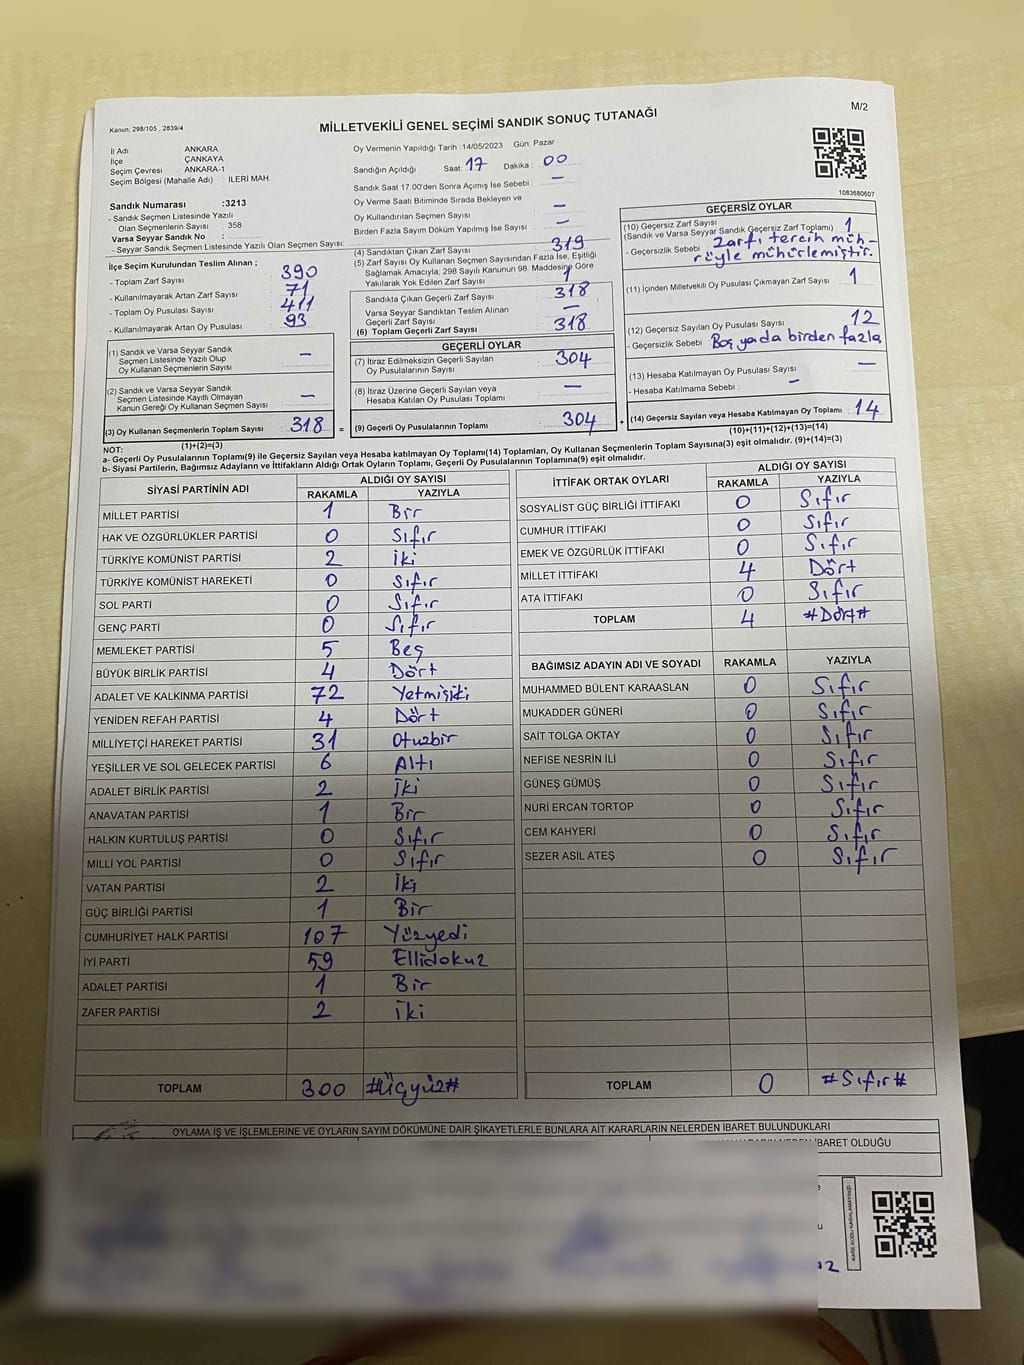 Kanun. 298/105 , 2839/4
MİLLETVEKİLİ GENEL SEÇİMİ SANDIK SONUÇ TUTANAĞI
M/2
İl Adı ANKARA
İlçe ÇANKAYA
Seçim Çevresi : ANKARA-1
Seçim Bölgesi (Mahalle Adı) : İLERİ MAH.
Oy Vermenin Yapıldığı Tarih : 14/05/2023 Gün. Pazar
Sandığın Açıldığı Saat: 17 Dakika: 00
Sandık Saat 17.00'den Sonra Açımış İse Sebebi : —
Oy Verme Saati Bitiminde Sırada Bekleyen ve
Oy Kullandırılan Seçmen Sayısı —
Birden Fazla Sayım Döküm Yapılmış İse Sayısı —
1083680607
Sandık Numarası :3213
- Sandık Seçmen Listesinde Yazılı
Olan Seçmenlerin Sayısı : 358
Varsa Seyyar Sandık No :
- Seyyar Sandık Seçmen Listesinde Yazılı Olan Seçmen Sayısı:
İlçe Seçim Kurulundan Teslim Alınan ;
- Toplam Zarf Sayısı 390
- Kullanılmayarak Artan Zarf Sayısı 71
- Toplam Oy Pusulası Sayısı 411
- Kullanılmayarak Artan Oy Pusulası 93
(4) Sandıktan Çıkan Zarf Sayısı 319
(5) Zarf Sayısı Oy Kullanan Seçmen Sayısından Fazla İse, Eşitliği
Sağlamak Amacıyla; 298 Sayılı Kanunun 98. Maddesine Göre
Yakılarak Yok Edilen Zarf Sayısı 1
Sandıkta Çıkan Geçerli Zarf Sayısı 318
Varsa Seyyar Sandıktan Teslim Alınan
Geçerli Zarf Sayısı —
(6) Toplam Geçerli Zarf Sayısı 318
GEÇERSİZ OYLAR
(10) Geçersiz Zarf Sayısı 1
(Sandık ve Varsa Seyyar Sandık Geçersiz Zarf Toplamı)
- Geçersizlik Sebebi : Zarfı tercih müh-
rüyle mühürlemiştir.
(11) İçinden Milletvekili Oy Pusulası Çıkmayan Zarf Sayısı 1
(12) Geçersiz Sayılan Oy Pusulası Sayısı 12
- Geçersizlik Sebebi Boş yada birden fazla
(13) Hesaba Katılmayan Oy Pusulası Sayısı —
- Hesaba Katılmama Sebebi : —
(14) Geçersiz Sayılan veya Hesaba Katılmayan Oy Toplamı 14
(10)+(11)+(12)+(13)=(14)
(1) Sandık ve Varsa Seyyar Sandık
Seçmen Listesinde Yazılı Olup
Oy Kullanan Seçmenlerin Sayısı —
(2) Sandık ve Varsa Seyyar Sandık
Seçmen Listesinde Kayıtlı Olmayan
Kanun Gereği Oy Kullanan Seçmen Sayısı —
(3) Oy Kullanan Seçmenlerin Toplam Sayısı : 318 =
(1)+(2)=(3)
GEÇERLİ OYLAR
(7) İtiraz Edilmeksizin Geçerli Sayılan
Oy Pusulalarının Sayısı 304
(8) İtiraz Üzerine Geçerli Sayılan veya
Hesaba Katılan Oy Pusulası Toplamı —
(9) Geçerli Oy Pusulalarının Toplamı 304 +
NOT:
a- Geçerli Oy Pusulaları Toplamı(9) ile Geçersiz Sayılan veya Hesaba katılmayan Oy Toplamı(14) Toplamları, Oy Kullanan Seçmenlerin Toplam Sayısına(3) eşit olmalıdır. (9)+(14)=(3)
b- Siyasi Partilerin, Bağımsız Adayların ve İttifakların Aldığı Ortak Oyların Toplamı, Geçerli Oy Pusulalarının Toplamına(9) eşit olmalıdır.
SİYASİ PARTİNİN ADI ALDIĞI OY SAYISI
RAKAMLA YAZIYLA
MİLLET PARTİSİ 1 Bir
HAK VE ÖZGÜRLÜKLER PARTİSİ 0 Sıfır
TÜRKİYE KOMÜNİST PARTİSİ 2 İki
TÜRKİYE KOMÜNİST HAREKETİ 0 Sıfır
SOL PARTİ 0 Sıfır
GENÇ PARTİ 0 Sıfır
MEMLEKET PARTİSİ 5 Beş
BÜYÜK BİRLİK PARTİSİ 4 Dört
ADALET VE KALKINMA PARTİSİ 72 Yetmişiki
YENİDEN REFAH PARTİSİ 4 Dört
MİLLİYETÇİ HAREKET PARTİSİ 31 Otuzbir
YEŞİLLER VE SOL GELECEK PARTİSİ 6 Altı
ADALET BİRLİK PARTİSİ 2 İki
ANAVATAN PARTİSİ 1 Bir
HALKIN KURTULUŞ PARTİSİ 0 Sıfır
MİLLİ YOL PARTİSİ 0 Sıfır
VATAN PARTİSİ 2 İki
GÜÇ BİRLİĞİ PARTİSİ 1 Bir
CUMHURİYET HALK PARTİSİ 107 Yüzyedi
İYİ PARTİ 59 Ellidokuz
ADALET PARTİSİ 1 Bir
ZAFER PARTİSİ 2 İki
TOPLAM 300 #Üçyüz#
İTTİFAK ORTAK OYLARI ALDIĞI OY SAYISI
RAKAMLA YAZIYLA
SOSYALİST GÜÇ BİRLİĞİ İTTİFAKI 0 Sıfır
CUMHUR İTTİFAKI 0 Sıfır
EMEK VE ÖZGÜRLÜK İTTİFAKI 0 Sıfır
MİLLET İTTİFAKI 4 Dört
ATA İTTİFAKI 0 Sıfır
TOPLAM 4 #Dört#
BAĞIMSIZ ADAYIN ADI VE SOYADI RAKAMLA YAZIYLA
MUHAMMED BÜLENT KARAASLAN 0 Sıfır
MUKADDER GÜNERİ 0 Sıfır
SAİT TOLGA OKTAY 0 Sıfır
NEFİSE NESRİN İLİ 0 Sıfır
GÜNEŞ GÜMÜŞ 0 Sıfır
NURİ ERCAN TORTOP 0 Sıfır
CEM KAHYERİ 0 Sıfır
SEZER ASİL ATEŞ 0 Sıfır
TOPLAM 0 #Sıfır#
OYLAMA İŞ VE İŞLEMLERİNE VE OYLARIN SAYIM DÖKÜMÜNE DAİR ŞİKAYETLERLE BUNLARA AİT KARARLARIN NELERDEN İBARET BULUNDUKLARI
İBARET OLDUĞU